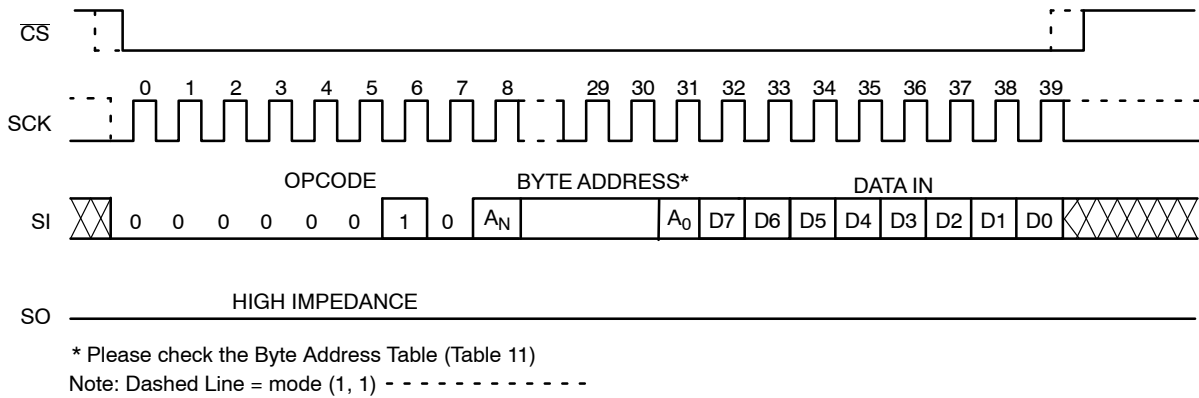 CS
0 1 2 3 4 5 6 7 8 29 30 31 32 33 34 35 36 37 38 39
SCK
OPCODE BYTE ADDRESS* DATA IN
SI 0 0 0 0 0 0 1 0 AN A0 D7 D6 D5 D4 D3 D2 D1 D0
HIGH IMPEDANCE
SO
* Please check the Byte Address Table (Table 11)
Note: Dashed Line = mode (1, 1)